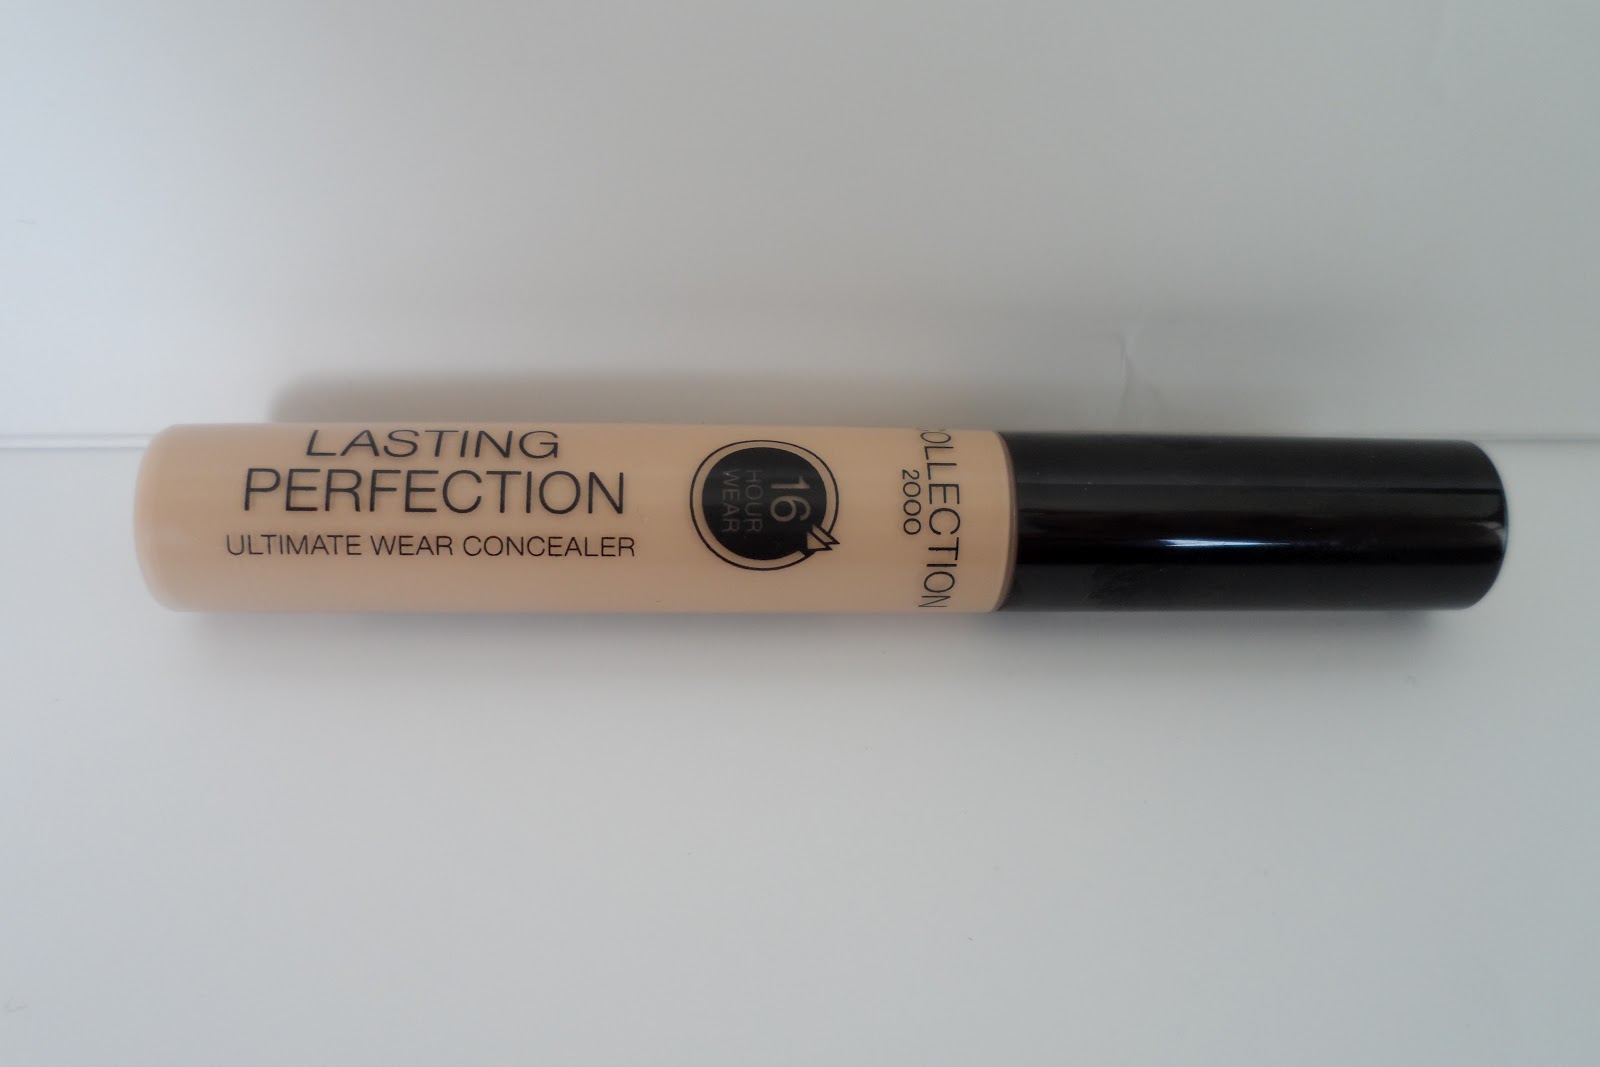 LASTING
PERFECTION
ULTIMATE WEAR CONCEALER
16
HOUR
WEAR
COLLECTION
2000